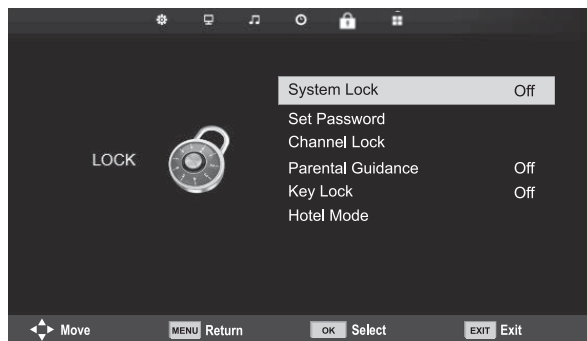 System Lock Off
Set Password
Channel Lock
LOCK
Parental Guidance Off
Key Lock Off
Hotel Mode
Move MENU Return OK Select EXIT Exit